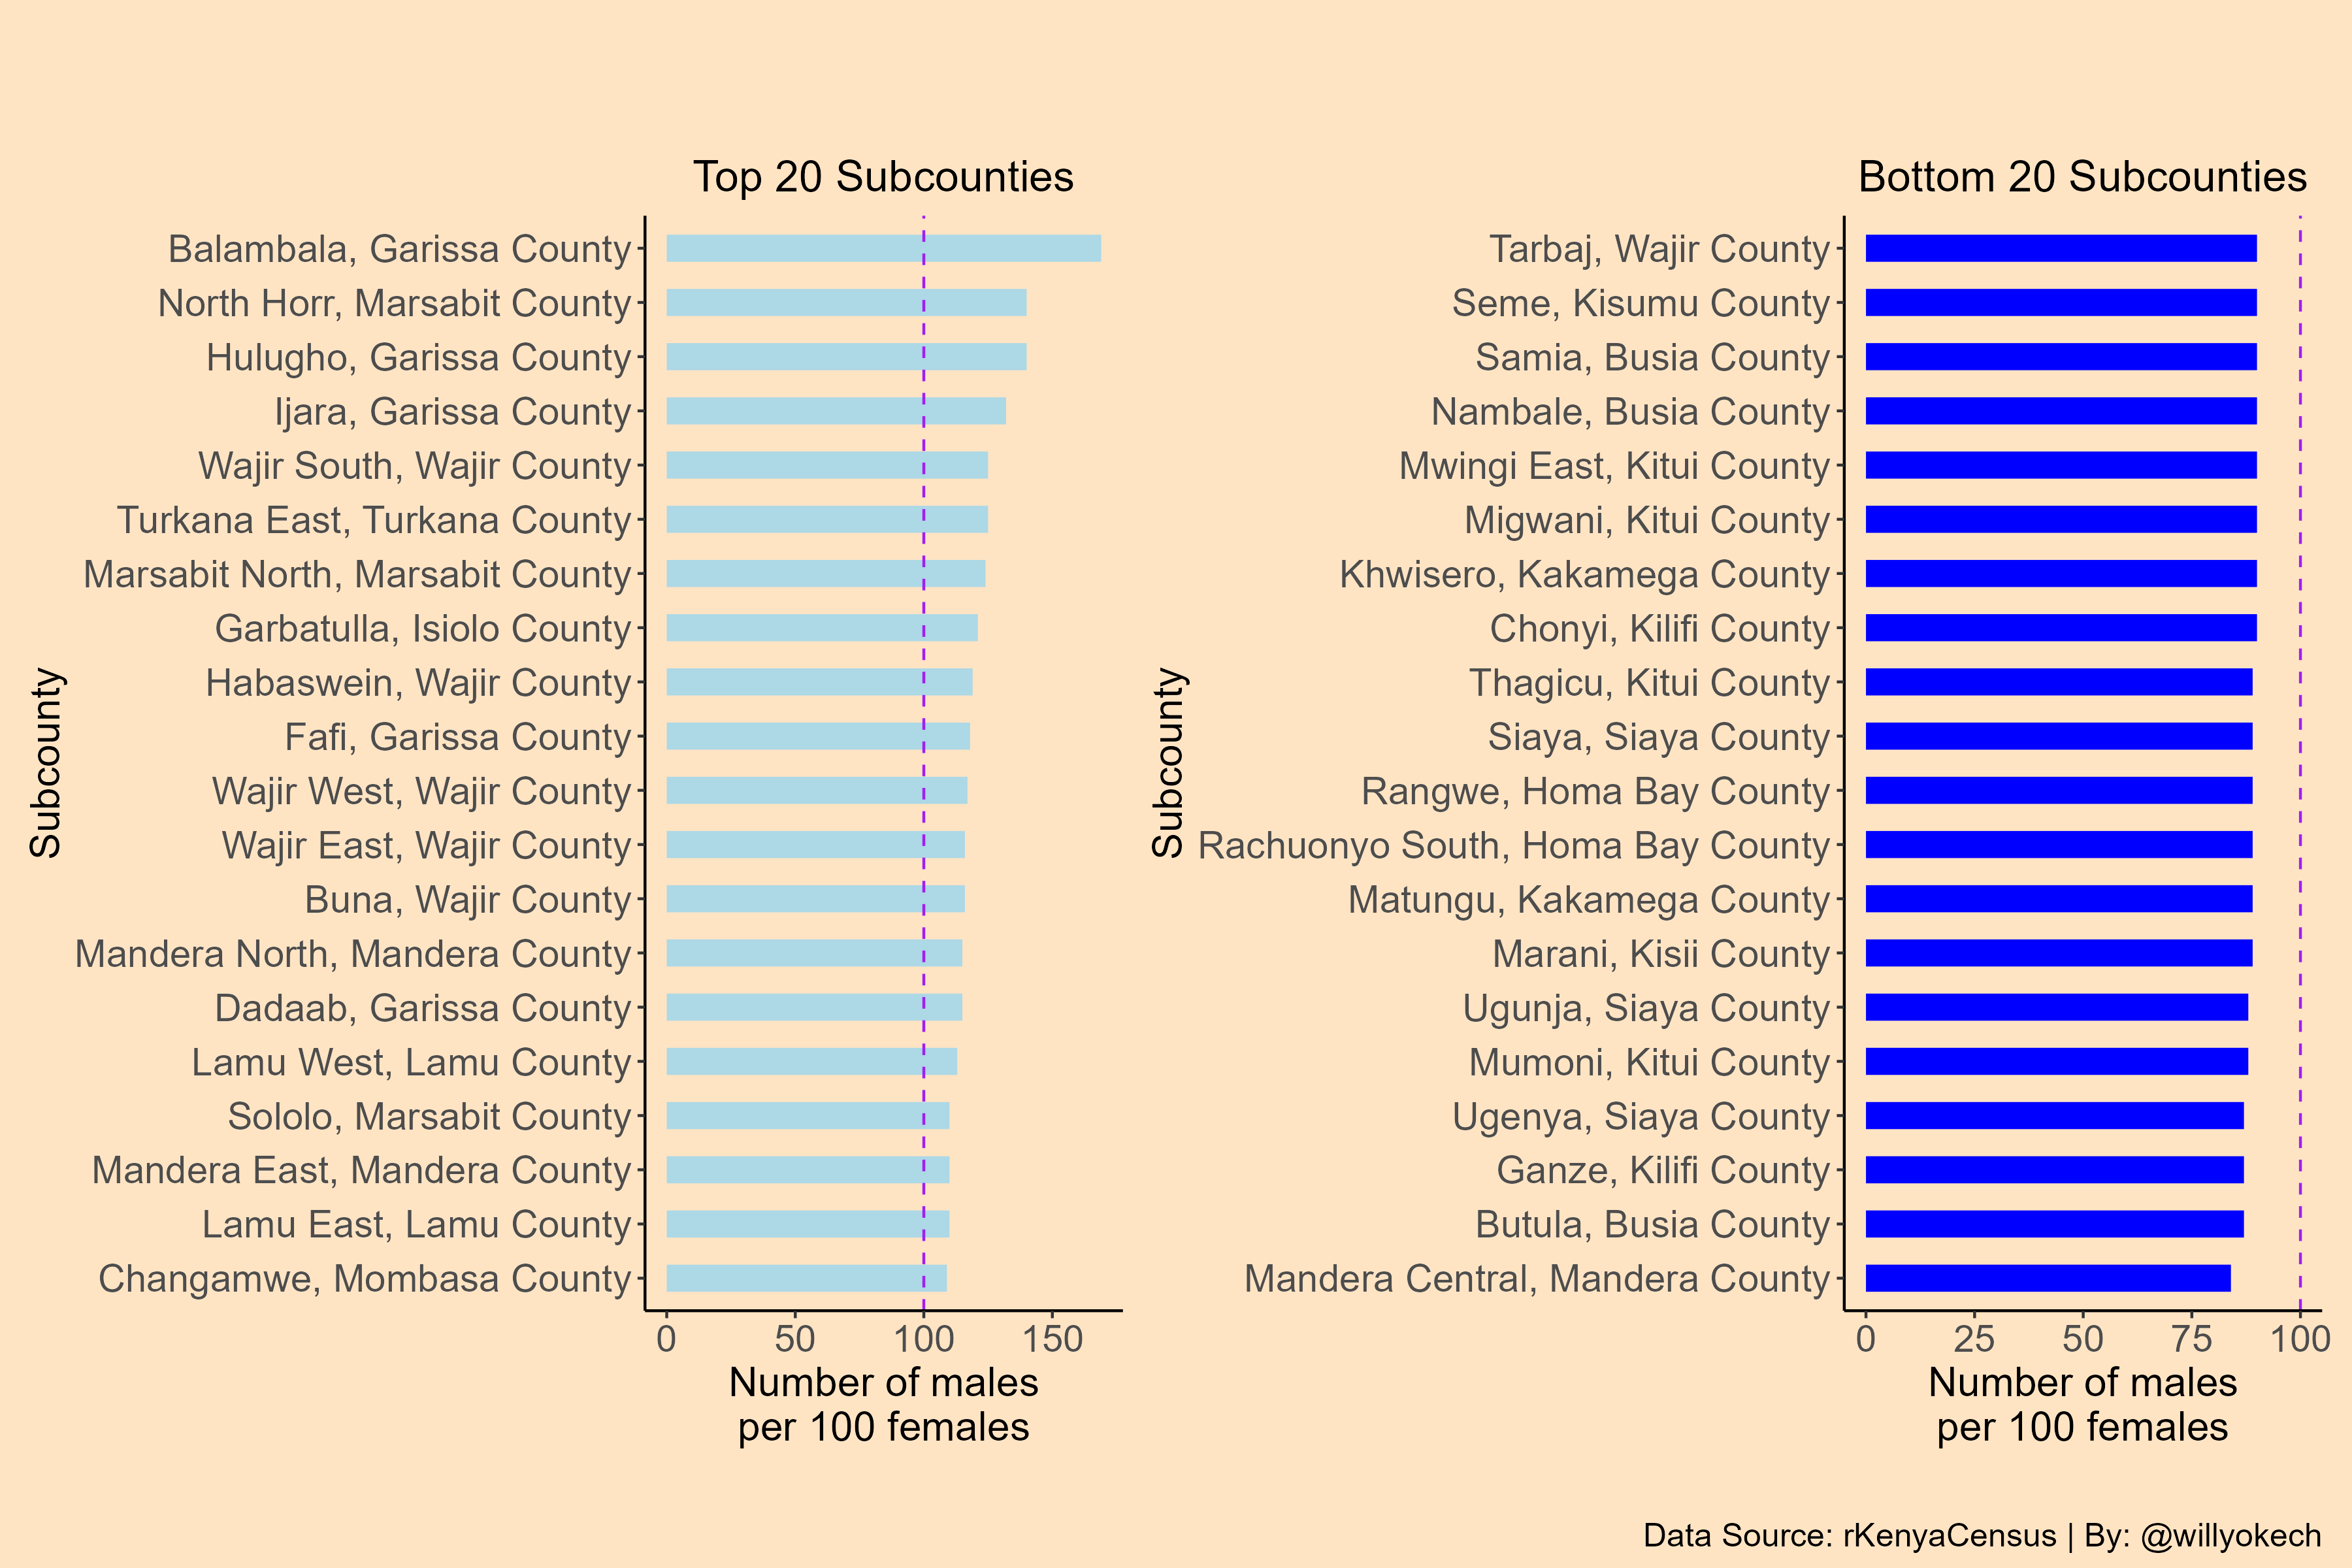 Top 20 Subcounties
Subcounty
Balambala, Garissa County
North Horr, Marsabit County
Hulugho, Garissa County
Ijara, Garissa County
Wajir South, Wajir County
Turkana East, Turkana County
Marsabit North, Marsabit County
Garbatulla, Isiolo County
Habaswein, Wajir County
Fafi, Garissa County
Wajir West, Wajir County
Wajir East, Wajir County
Buna, Wajir County
Mandera North, Mandera County
Dadaab, Garissa County
Lamu West, Lamu County
Sololo, Marsabit County
Mandera East, Mandera County
Lamu East, Lamu County
Changamwe, Mombasa County
0 50 100 150
Number of males
per 100 females
Bottom 20 Subcounties
Subcounty
Tarbaj, Wajir County
Seme, Kisumu County
Samia, Busia County
Nambale, Busia County
Mwingi East, Kitui County
Migwani, Kitui County
Khwisero, Kakamega County
Chonyi, Kilifi County
Thagicu, Kitui County
Siaya, Siaya County
Rangwe, Homa Bay County
Rachuonyo South, Homa Bay County
Matungu, Kakamega County
Marani, Kisii County
Ugunja, Siaya County
Mumoni, Kitui County
Ugenya, Siaya County
Ganze, Kilifi County
Butula, Busia County
Mandera Central, Mandera County
0 25 50 75 100
Number of males
per 100 females
Data Source: rKenyaCensus | By: @willyokech